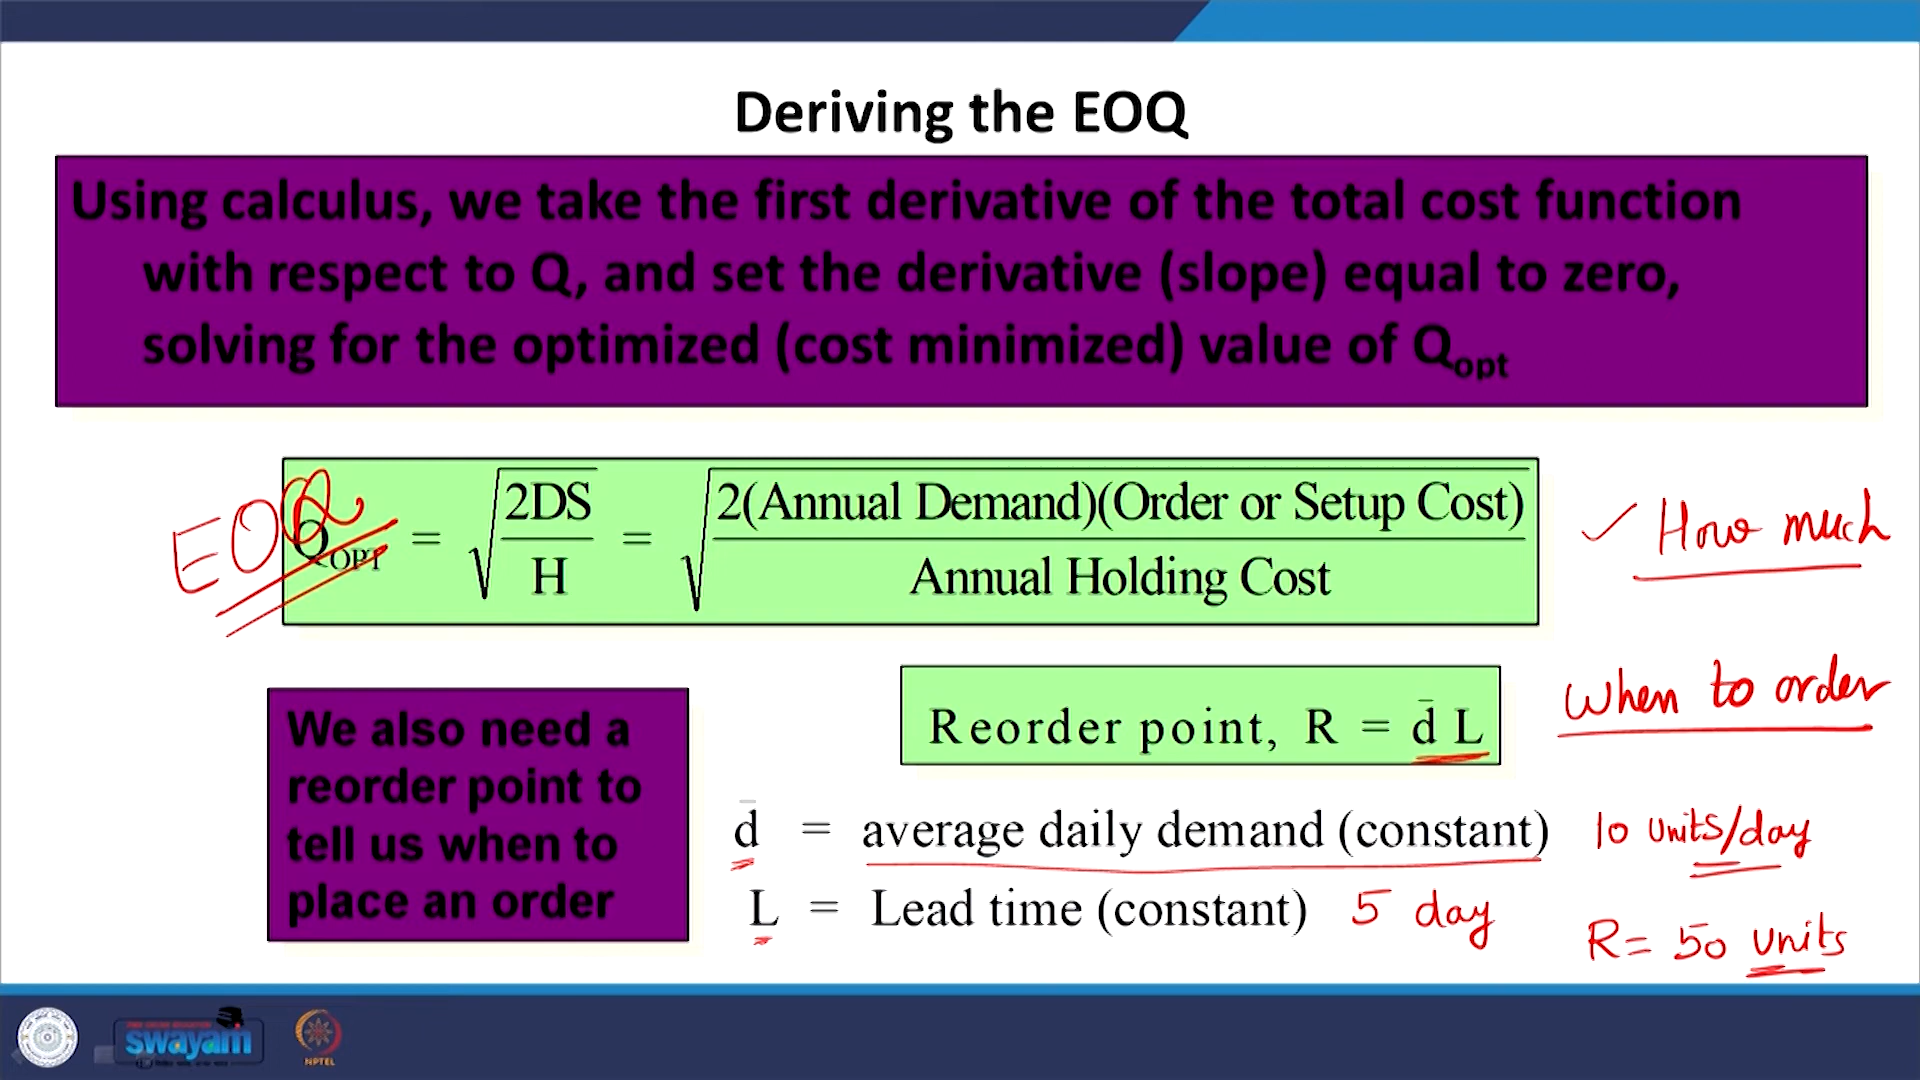 Deriving the EOQ
Using calculus, we take the first derivative of the total cost function
with respect to Q, and set the derivative (slope) equal to zero,
solving for the optimized (cost minimized) value of Qopt
EOQ
QOPT = √(2DS / H) = √(2(Annual Demand)(Order or Setup Cost) / Annual Holding Cost)
✓ How much
We also need a
reorder point to
tell us when to
place an order
Reorder point, R = d̄ L
When to order
d̄ = average daily demand (constant) 10 units/day
L = Lead time (constant) 5 day
R = 50 units
swayam
NPTEL